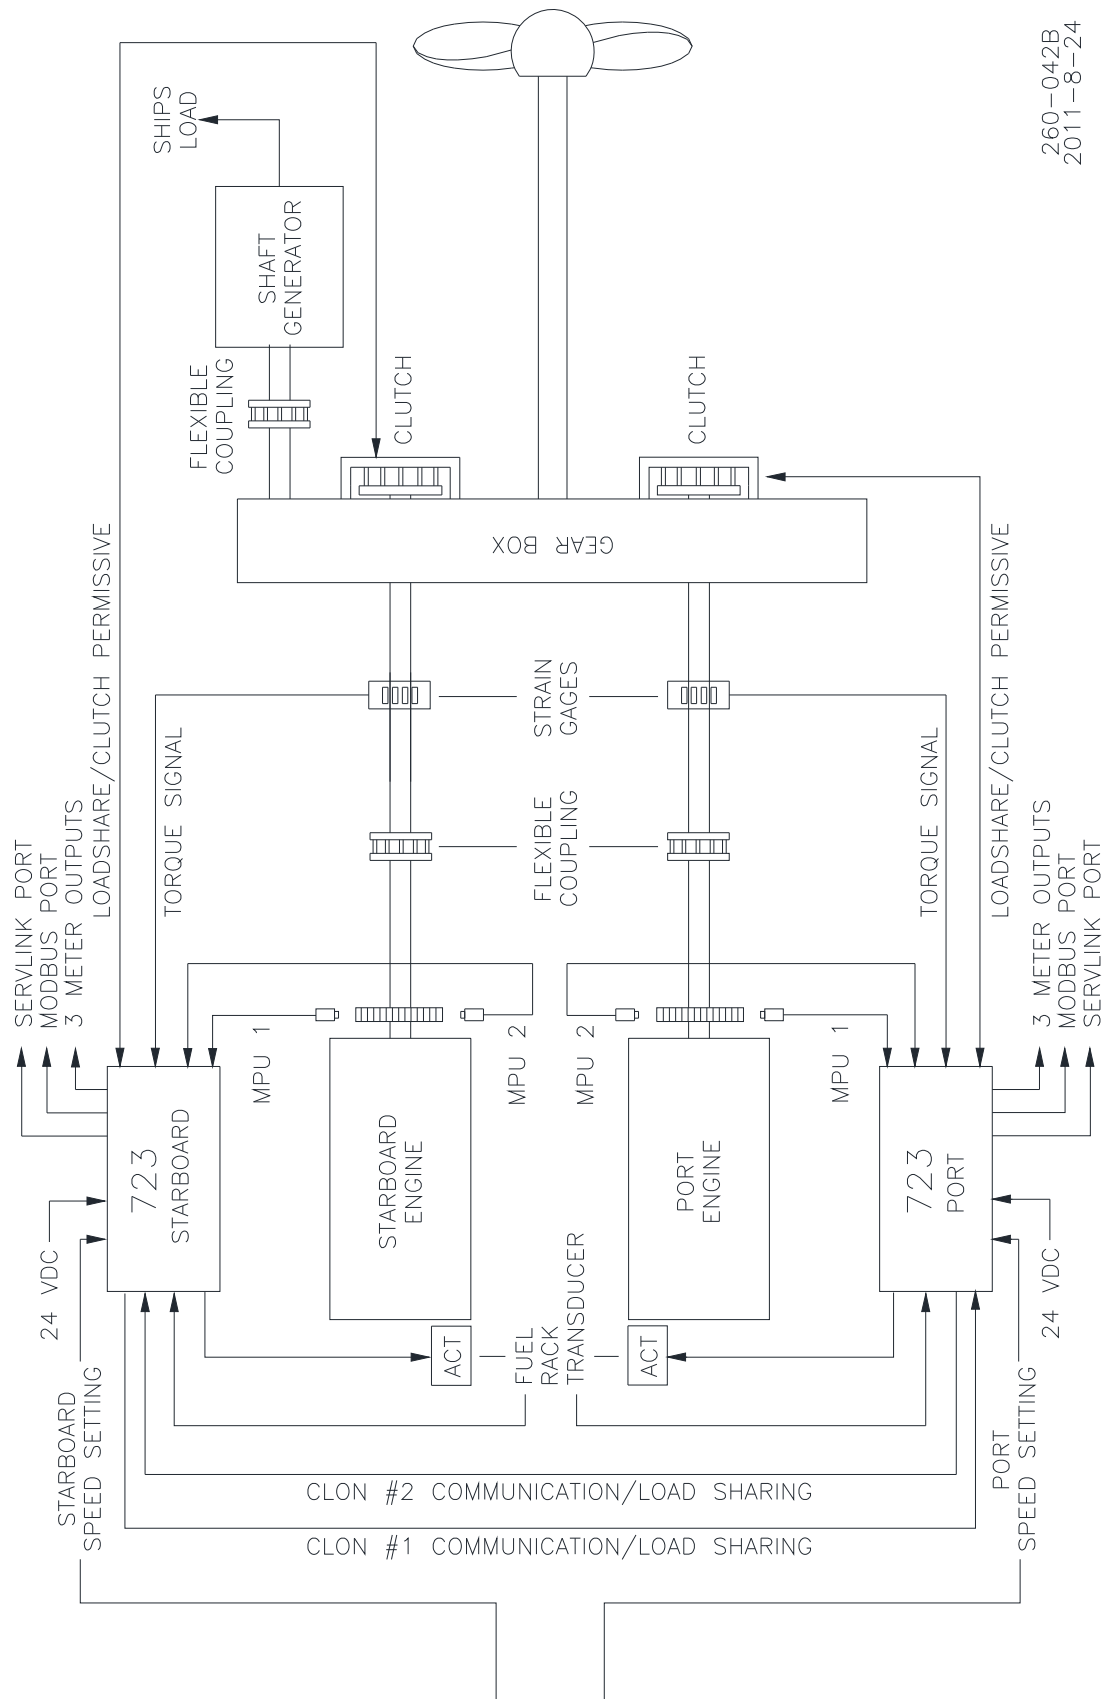 260-042B
2011-8-24
SHIPS
LOAD
SHAFT
GENERATOR
FLEXIBLE
COUPLING
CLUTCH
CLUTCH
GEAR BOX
LOADSHARE/CLUTCH PERMISSIVE
TORQUE SIGNAL
STRAIN
GAGES
TORQUE SIGNAL
LOADSHARE/CLUTCH PERMISSIVE
FLEXIBLE
COUPLING
SERVLINK PORT
MODBUS PORT
3 METER OUTPUTS
3 METER OUTPUTS
MODBUS PORT
SERVLINK PORT
MPU 1
MPU 2
MPU 2
MPU 1
723
STARBOARD
STARBOARD
ENGINE
PORT
ENGINE
723
PORT
24 VDC
24 VDC
ACT
FUEL
RACK
TRANSDUCER
ACT
STARBOARD
SPEED SETTING
PORT
SPEED SETTING
CLON #2 COMMUNICATION/LOAD SHARING
CLON #1 COMMUNICATION/LOAD SHARING